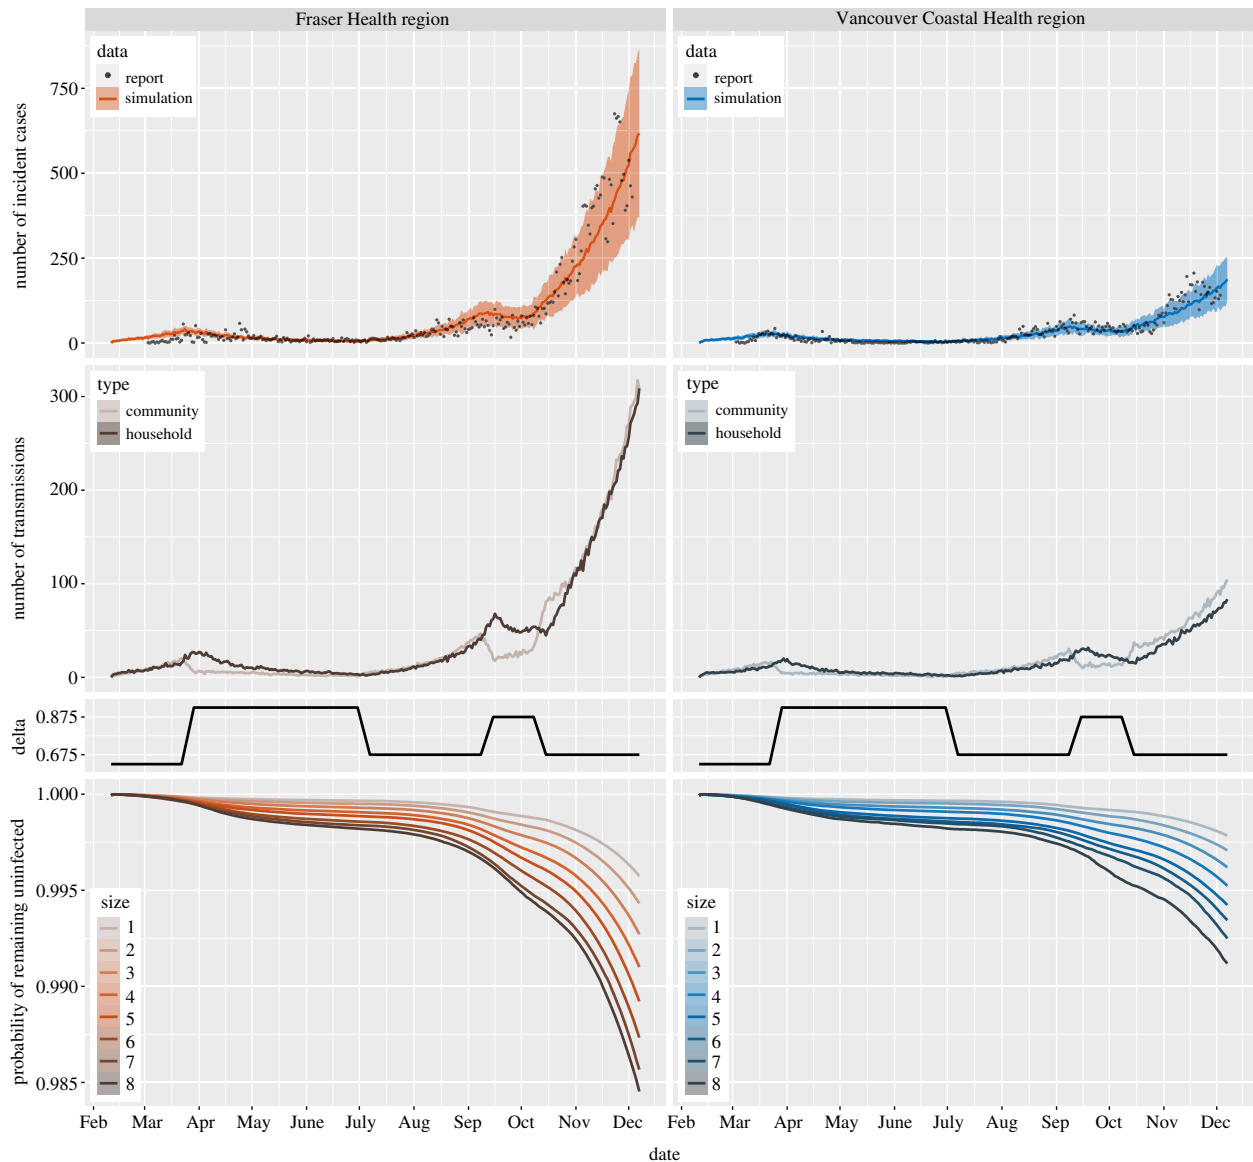 Fraser Health region
Vancouver Coastal Health region
number of incident cases
750
500
250
0
data
report
simulation
data
report
simulation
number of transmissions
300
200
100
0
type
community
household
type
community
household
delta
0.875
0.675
probability of remaining uninfected
1.000
0.995
0.990
0.985
size
1
2
3
4
5
6
7
8
size
1
2
3
4
5
6
7
8
Feb Mar Apr May June July Aug Sep Oct Nov Dec
Feb Mar Apr May June July Aug Sep Oct Nov Dec
date